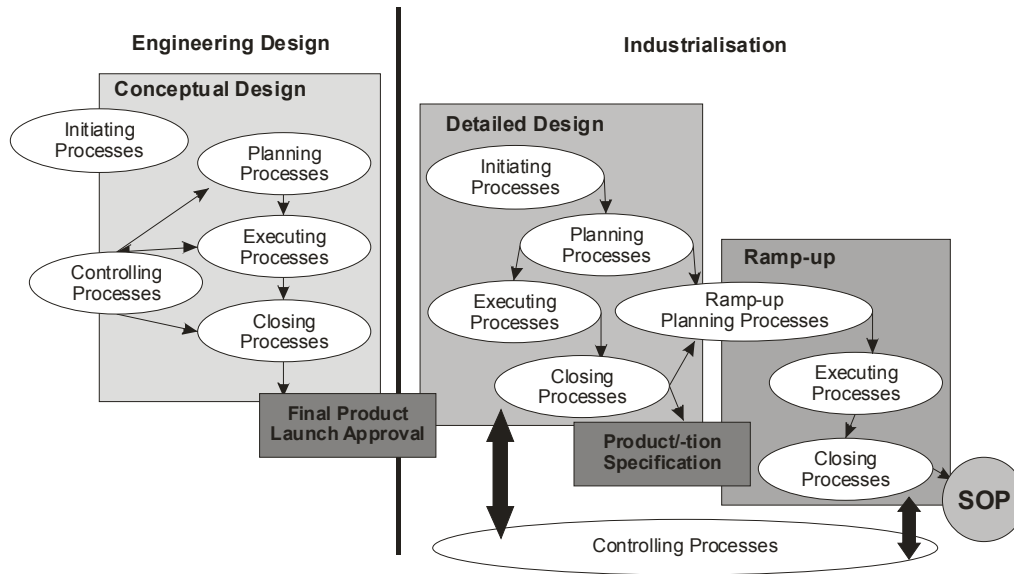 Engineering Design
Industrialisation
Conceptual Design
Initiating
Processes
Planning
Processes
Executing
Processes
Controlling
Processes
Closing
Processes
Final Product
Launch Approval
Detailed Design
Initiating
Processes
Planning
Processes
Executing
Processes
Closing
Processes
Product/-tion
Specification
Ramp-up
Ramp-up
Planning Processes
Executing
Processes
Closing
Processes
SOP
Controlling Processes